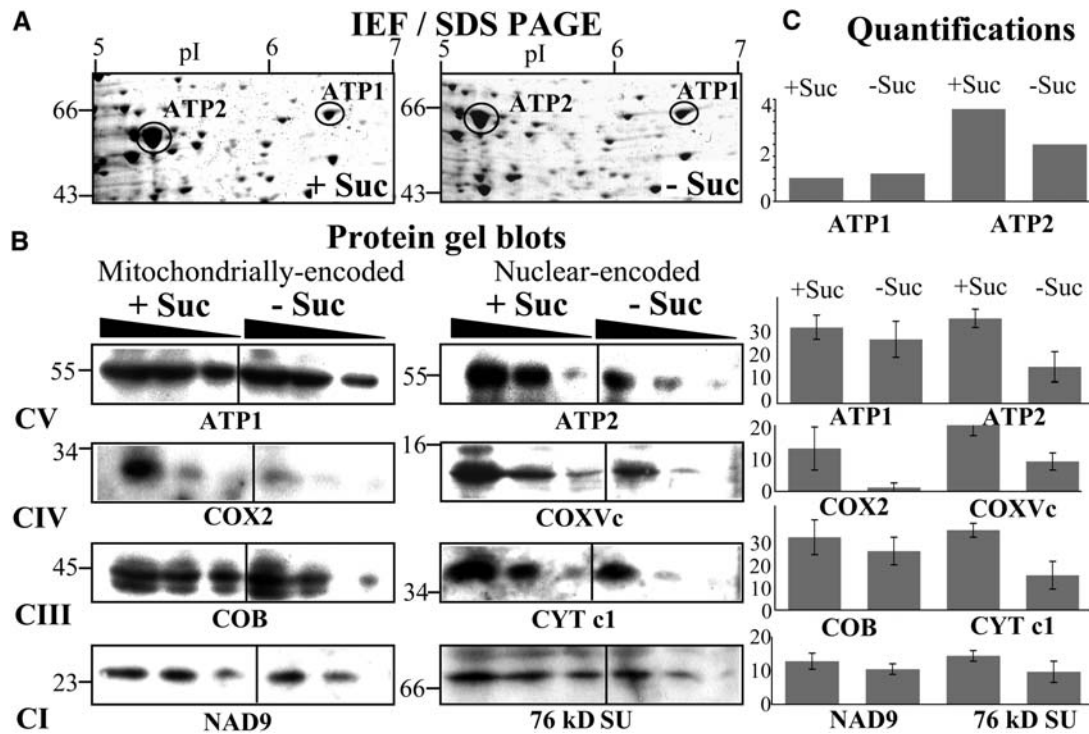 A
IEF / SDS PAGE
5 pI 6 7
5 pI 6 7
66
ATP2
ATP1
43
+ Suc
66
ATP2
ATP1
43
- Suc
C
Quantifications
+Suc -Suc +Suc -Suc
4
2
0
ATP1 ATP2
B
Protein gel blots
Mitochondrially-encoded
+ Suc - Suc
Nuclear-encoded
+ Suc - Suc
55
CV
ATP1
55
ATP2
34
CIV
COX2
16
COXVc
45
CIII
COB
34
CYT c1
23
CI
NAD9
66
76 kD SU
+Suc -Suc +Suc -Suc
30
20
10
0
ATP1 ATP2
20
10
0
COX2 COXVc
30
20
10
0
COB CYT c1
20
10
0
NAD9 76 kD SU